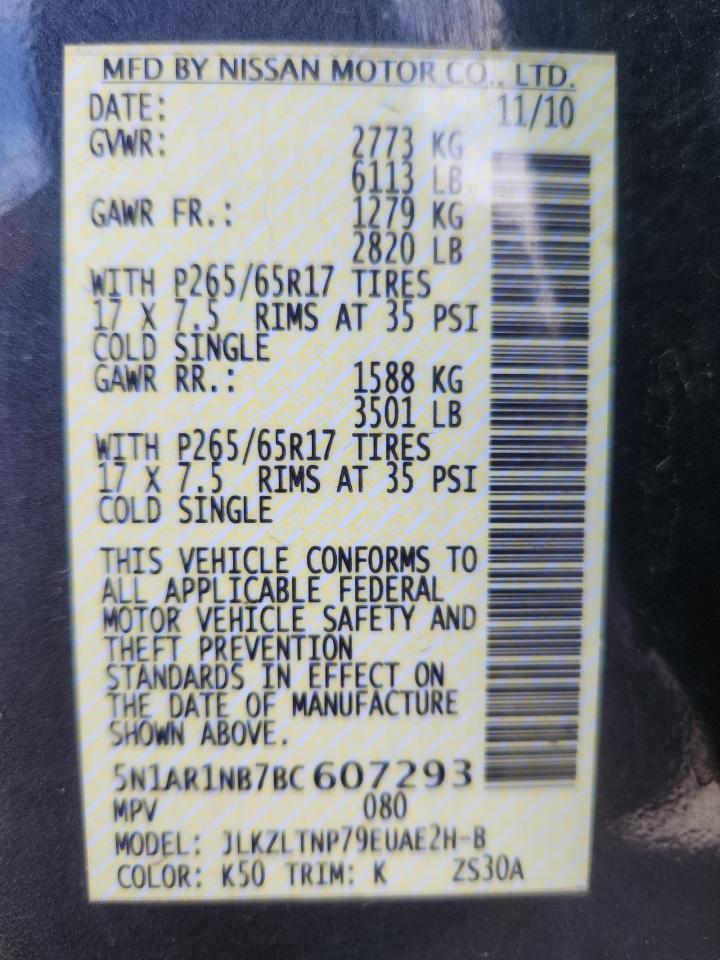 MFD BY NISSAN MOTOR CO., LTD.
DATE: 11/10
GVWR: 2773 KG
6113 LB
GAWR FR.: 1279 KG
2820 LB
WITH P265/65R17 TIRES
17 X 7.5 RIMS AT 35 PSI
COLD SINGLE
GAWR RR.: 1588 KG
3501 LB
WITH P265/65R17 TIRES
17 X 7.5 RIMS AT 35 PSI
COLD SINGLE
THIS VEHICLE CONFORMS TO
ALL APPLICABLE FEDERAL
MOTOR VEHICLE SAFETY AND
THEFT PREVENTION
STANDARDS IN EFFECT ON
THE DATE OF MANUFACTURE
SHOWN ABOVE.
5N1AR1NB7BC607293
MPV 080
MODEL: JLKZLTNP79EUAE2H-B
COLOR: K50 TRIM: K ZS30A